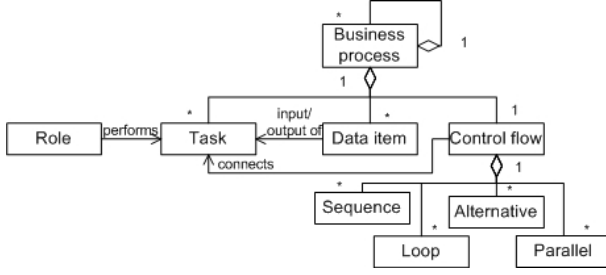 *
Business
process
1
1
*
input/
output of
*
1
Role
performs
Task
Data item
Control flow
connects
1
*
Sequence
*
Alternative
*
*
Loop
Parallel